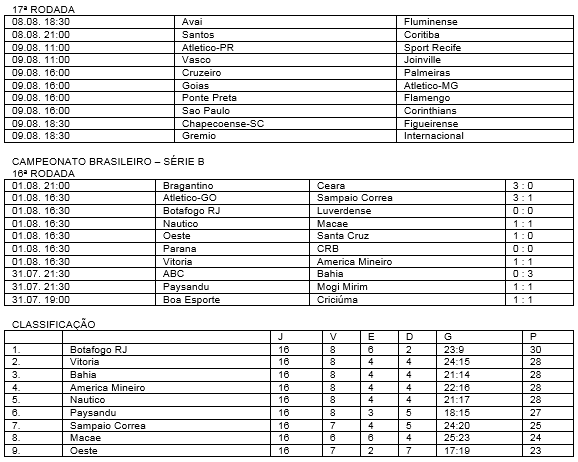 17ª RODADA
08.08. 18:30 Avai Fluminense
08.08. 21:00 Santos Coritiba
09.08. 11:00 Atletico-PR Sport Recife
09.08. 11:00 Vasco Joinville
09.08. 16:00 Cruzeiro Palmeiras
09.08. 16:00 Goias Atletico-MG
09.08. 16:00 Ponte Preta Flamengo
09.08. 16:00 Sao Paulo Corinthians
09.08. 18:30 Chapecoense-SC Figueirense
09.08. 18:30 Gremio Internacional
CAMPEONATO BRASILEIRO – SÉRIE B
16ª RODADA
01.08. 21:00 Bragantino Ceara 3 : 0
01.08. 16:30 Atletico-GO Sampaio Correa 3 : 1
01.08. 16:30 Botafogo RJ Luverdense 0 : 0
01.08. 16:30 Nautico Macae 1 : 1
01.08. 16:30 Oeste Santa Cruz 1 : 0
01.08. 16:30 Parana CRB 0 : 0
01.08. 16:30 Vitoria America Mineiro 1 : 1
31.07. 21:30 ABC Bahia 0 : 3
31.07. 21:30 Paysandu Mogi Mirim 1 : 1
31.07. 19:00 Boa Esporte Criciúma 1 : 1
CLASSIFICAÇÃO
J V E D G P
1. Botafogo RJ 16 8 6 2 23:9 30
2. Vitoria 16 8 4 4 24:15 28
3. Bahia 16 8 4 4 21:14 28
4. America Mineiro 16 8 4 4 22:16 28
5. Nautico 16 8 4 4 21:17 28
6. Paysandu 16 8 3 5 18:15 27
7. Sampaio Correa 16 7 4 5 24:20 25
8. Macae 16 6 6 4 25:23 24
9. Oeste 16 7 2 7 17:19 23